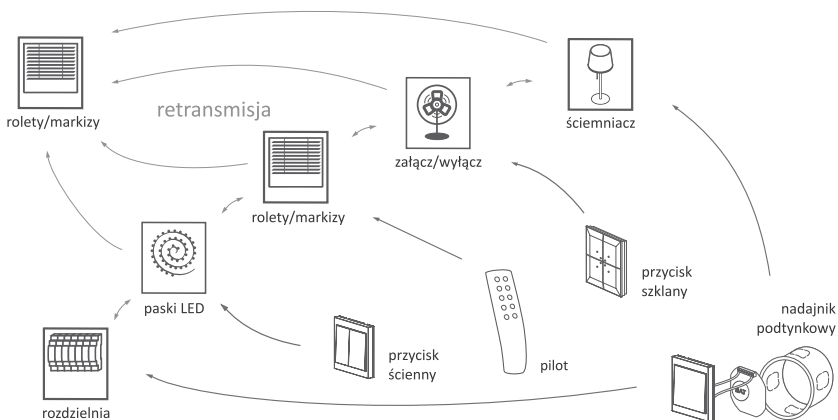 rolety/markizy
retransmisja
ściemniacz
załącz/wyłącz
rolety/markizy
przycisk
szklany
paski LED
nadajnik
podtynkowy
przycisk
ścienny
pilot
rozdzielnia